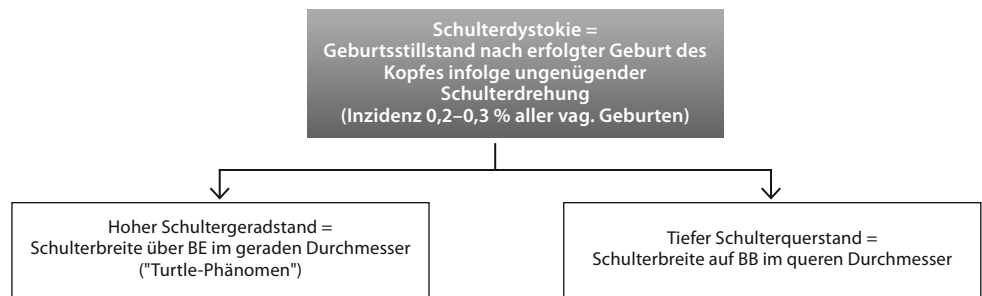 Schulterdystokie =
Geburtsstillstand nach erfolgter Geburt des
Kopfes infolge ungenügender
Schulterdrehung
(Inzidenz 0,2–0,3 % aller vag. Geburten)
Hoher Schultergeradstand =
Schulterbreite über BE im geraden Durchmesser
("Turtle-Phänomen")
Tiefer Schulterquerstand =
Schulterbreite auf BB im queren Durchmesser